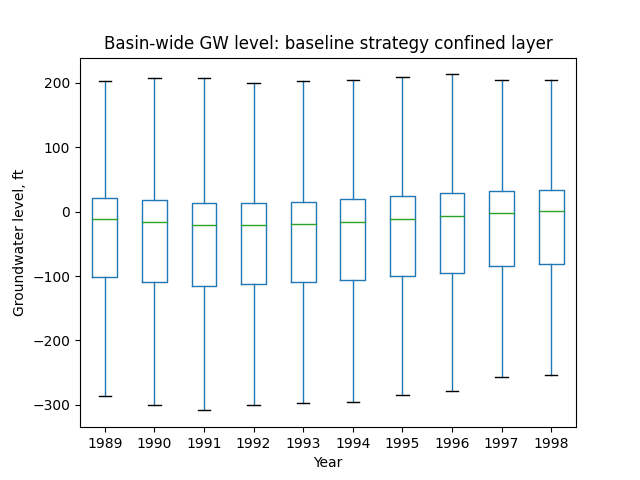 Basin-wide GW level: baseline strategy confined layer
Groundwater level, ft
200
100
0
−100
−200
−300
1989 1990 1991 1992 1993 1994 1995 1996 1997 1998
Year